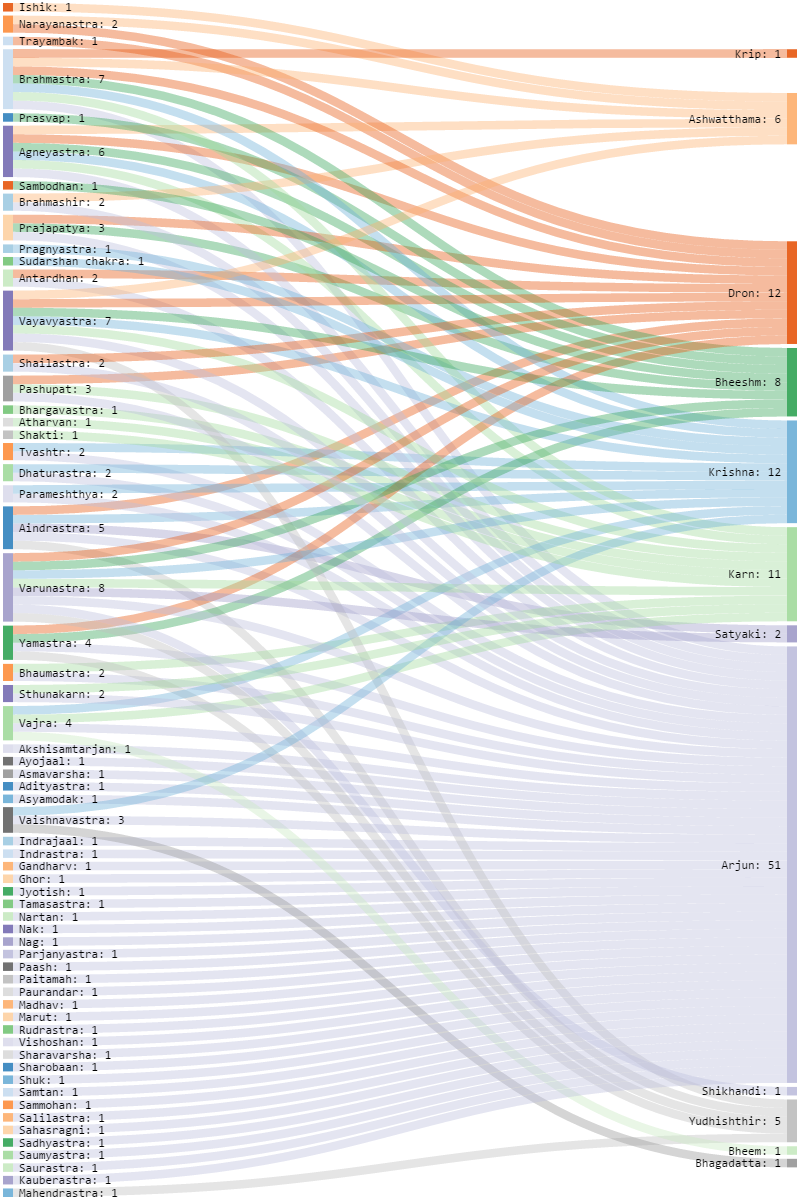 Ishik: 1
Narayanastra: 2
Trayambak: 1
Brahmastra: 7
Prasvap: 1
Agneyastra: 6
Sambodhan: 1
Brahmashir: 2
Prajapatya: 3
Pragnyastra: 1
Sudarshan chakra: 1
Antardhan: 2
Vayavyastra: 7
Shailastra: 2
Pashupat: 3
Bhargavastra: 1
Atharvan: 1
Shakti: 1
Tvashtr: 2
Dhaturastra: 2
Parameshthya: 2
Aindrastra: 5
Varunastra: 8
Yamastra: 4
Bhaumastra: 2
Sthunakarn: 2
Vajra: 4
Akshisamtarjan: 1
Ayojaal: 1
Asmavarsha: 1
Adityastra: 1
Asyamodak: 1
Vaishnavastra: 3
Indrajaal: 1
Indrastra: 1
Gandharv: 1
Ghor: 1
Jyotish: 1
Tamasastra: 1
Nartan: 1
Nak: 1
Nag: 1
Parjanyastra: 1
Paash: 1
Paitamah: 1
Paurandar: 1
Madhav: 1
Marut: 1
Rudrastra: 1
Vishoshan: 1
Sharavarsha: 1
Sharobaan: 1
Shuk: 1
Samtan: 1
Sammohan: 1
Salilastra: 1
Sahasragni: 1
Sadhyastra: 1
Saumyastra: 1
Saurastra: 1
Kauberastra: 1
Mahendrastra: 1
Krip: 1
Ashwatthama: 6
Dron: 12
Bheeshm: 8
Krishna: 12
Karn: 11
Satyaki: 2
Arjun: 51
Shikhandi: 1
Yudhishthir: 5
Bheem: 1
Bhagadatta: 1